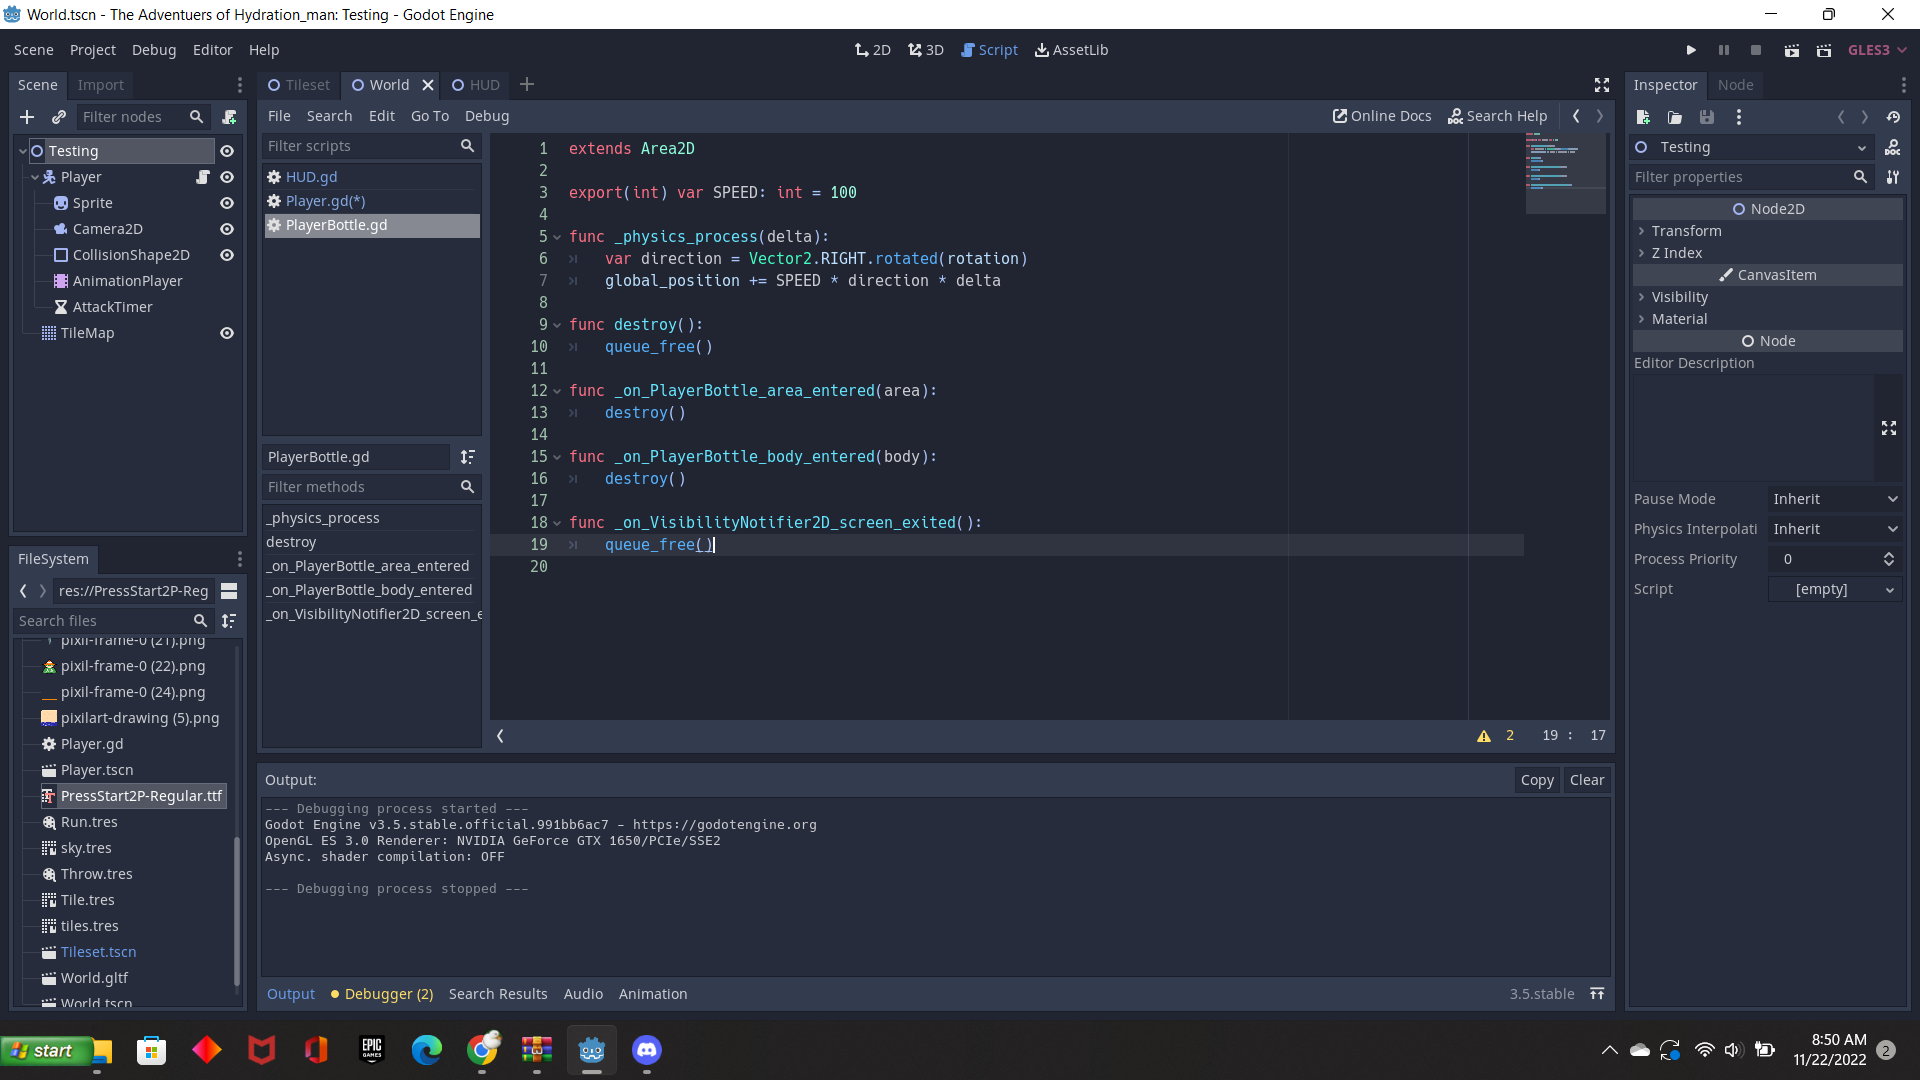 World.tscn - The Adventuers of Hydration_man: Testing - Godot Engine
Scene Project Debug Editor Help
2D 3D Script AssetLib
GLES3
Scene Import
Filter nodes
Testing
Player
Sprite
Camera2D
CollisionShape2D
AnimationPlayer
AttackTimer
TileMap
FileSystem
res://PressStart2P-Reg
Search files
pixil-frame-0 (21).png
pixil-frame-0 (22).png
pixil-frame-0 (24).png
pixilart-drawing (5).png
Player.gd
Player.tscn
PressStart2P-Regular.ttf
Run.tres
sky.tres
Throw.tres
Tile.tres
tiles.tres
Tileset.tscn
World.gltf
World.tscn
Tileset World HUD
File Search Edit Go To Debug
Online Docs Search Help
Filter scripts
HUD.gd
Player.gd(*)
PlayerBottle.gd
PlayerBottle.gd
Filter methods
_physics_process
destroy
_on_PlayerBottle_area_entered
_on_PlayerBottle_body_entered
_on_VisibilityNotifier2D_screen_e
1 extends Area2D
2
3 export(int) var SPEED: int = 100
4
5 func _physics_process(delta):
6 var direction = Vector2.RIGHT.rotated(rotation)
7 global_position += SPEED * direction * delta
8
9 func destroy():
10 queue_free()
11
12 func _on_PlayerBottle_area_entered(area):
13 destroy()
14
15 func _on_PlayerBottle_body_entered(body):
16 destroy()
17
18 func _on_VisibilityNotifier2D_screen_exited():
19 queue_free()
20
2 19 : 17
Output:
Copy Clear
--- Debugging process started ---
Godot Engine v3.5.stable.official.991bb6ac7 - https://godotengine.org
OpenGL ES 3.0 Renderer: NVIDIA GeForce GTX 1650/PCIe/SSE2
Async. shader compilation: OFF
--- Debugging process stopped ---
Output Debugger (2) Search Results Audio Animation
3.5.stable
Inspector Node
Testing
Filter properties
Node2D
Transform
Z Index
CanvasItem
Visibility
Material
Node
Editor Description
Pause Mode Inherit
Physics Interpolati Inherit
Process Priority 0
Script [empty]
start
EPIC GAMES
8:50 AM
11/22/2022
2